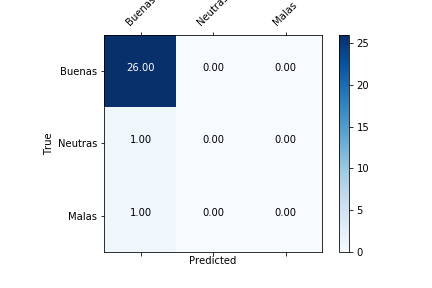 Buenas Neutras Malas
Buenas 26.00 0.00 0.00
Neutras 1.00 0.00 0.00
Malas 1.00 0.00 0.00
True
Predicted
25
20
15
10
5
0